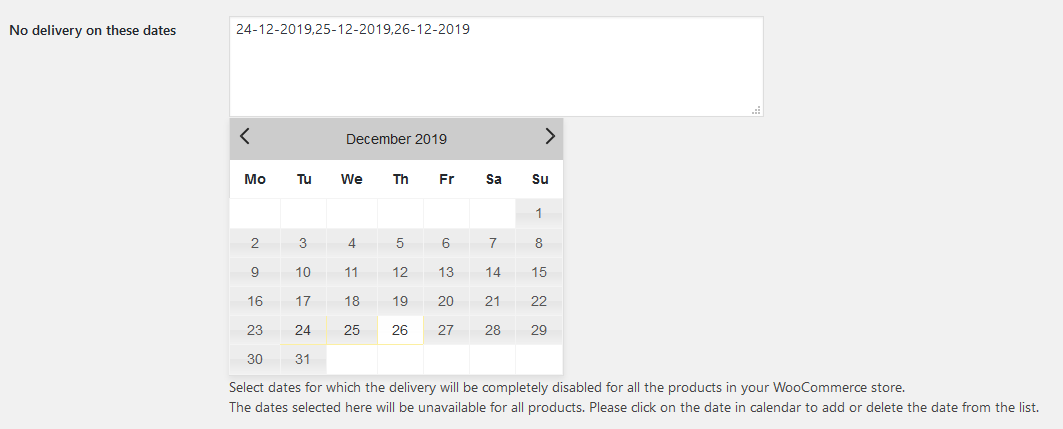 No delivery on these dates
24-12-2019,25-12-2019,26-12-2019
December 2019
Mo Tu We Th Fr Sa Su
1
2 3 4 5 6 7 8
9 10 11 12 13 14 15
16 17 18 19 20 21 22
23 24 25 26 27 28 29
30 31
Select dates for which the delivery will be completely disabled for all the products in your WooCommerce store.
The dates selected here will be unavailable for all products. Please click on the date in calendar to add or delete the date from the list.